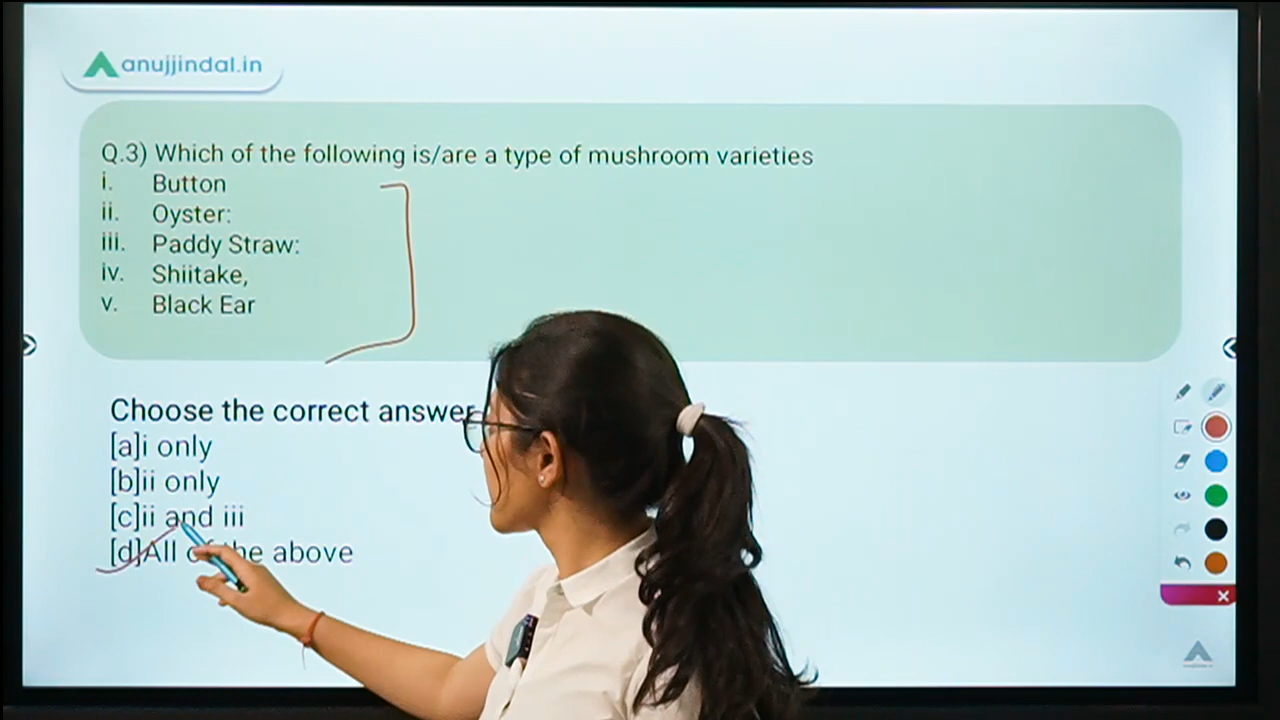 anujjindal.in
Q.3) Which of the following is/are a type of mushroom varieties
i. Button
ii. Oyster:
iii. Paddy Straw:
iv. Shiitake,
v. Black Ear
Choose the correct answer
[a]i only
[b]ii only
[c]ii and iii
[d]All of the above